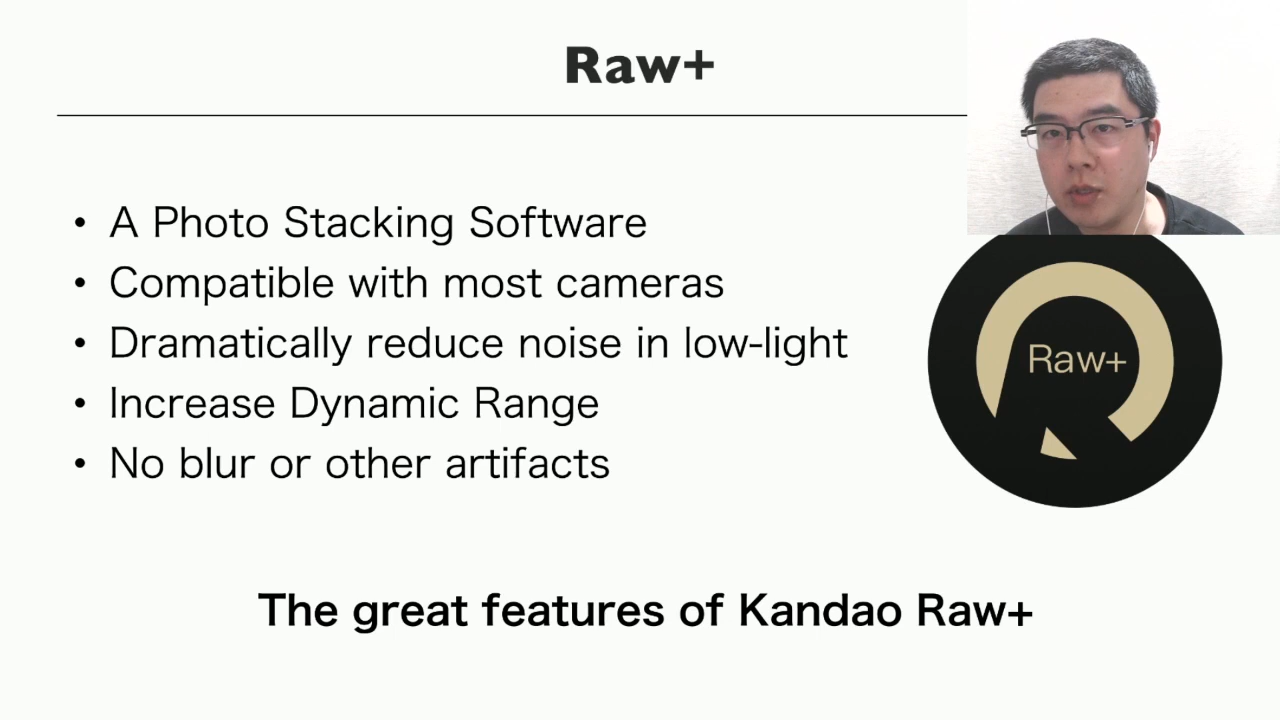 Raw+
• A Photo Stacking Software
• Compatible with most cameras
• Dramatically reduce noise in low-light
• Increase Dynamic Range
• No blur or other artifacts
Raw+
The great features of Kandao Raw+